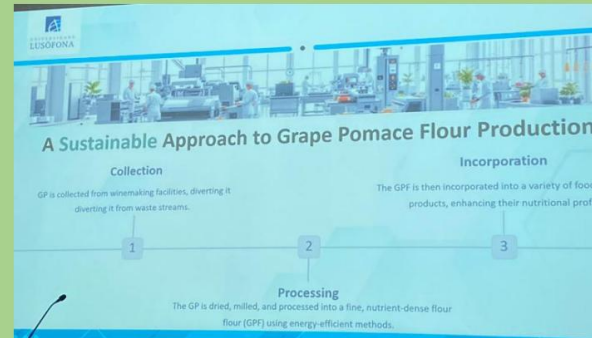 UNIVERSIDADE
LUSÓFONA
A Sustainable Approach to Grape Pomace Flour Production
Collection
GP is collected from winemaking facilities, diverting it
diverting it from waste streams.
1
2
Processing
The GP is dried, milled, and processed into a fine, nutrient-dense flour
flour (GPF) using energy-efficient methods.
Incorporation
The GPF is then incorporated into a variety of
products, enhancing their nutritional
3